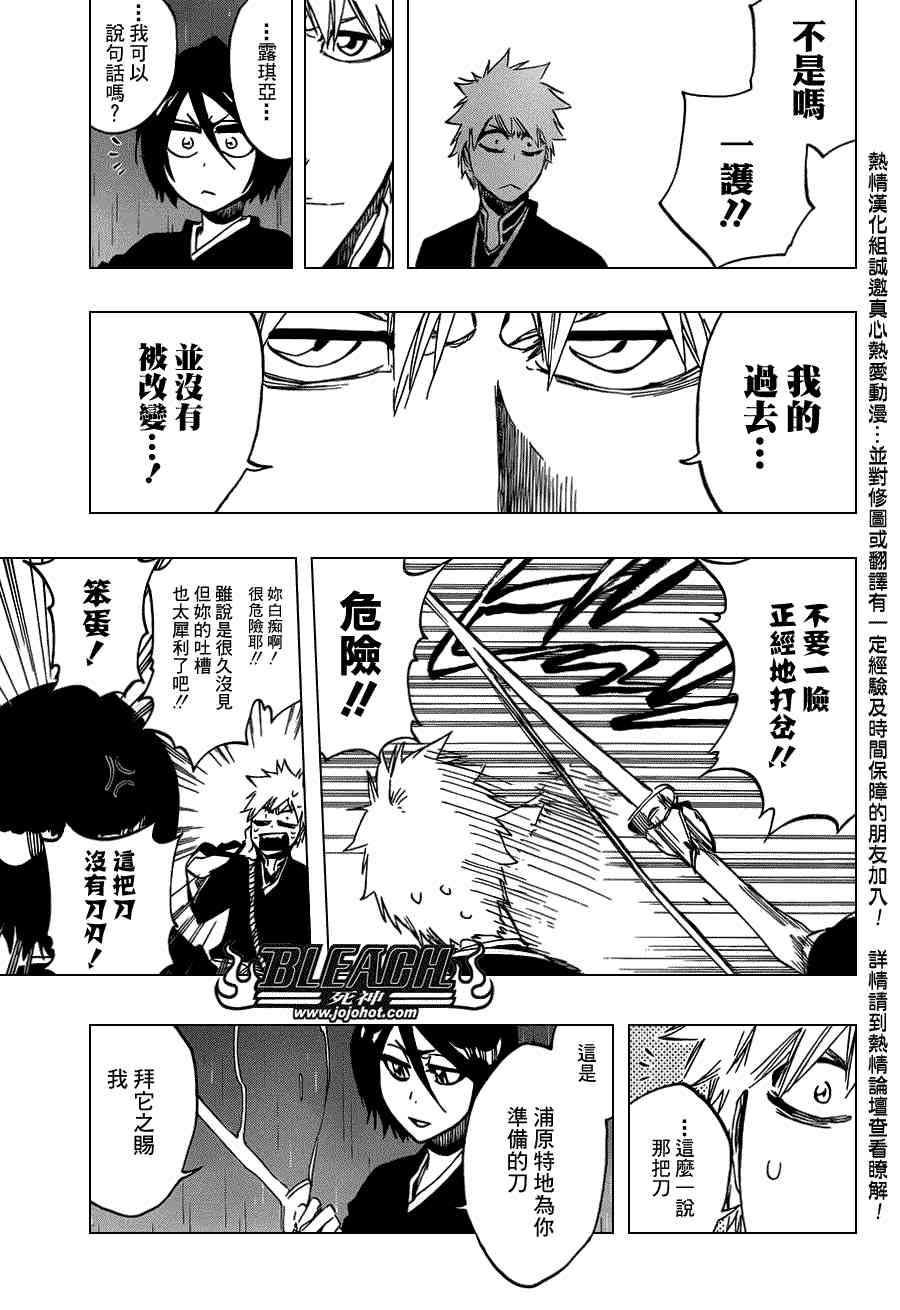 不是嗎
一護!!
…露琪亞…
…我可以
說句話嗎?
我的
過去…
並沒有
被改變…!
不要一臉
正經地打岔!!
危險!!
妳白痴啊!
很危險耶!!
雖說是很久沒見
但妳的吐槽
也太犀利了吧!!
笨蛋!
這把刀
沒有刀刃!
BLEACH
死神
www.jojohot.com
…這麼一說
那把刀
這是
浦原特地為你
準備的刀
拜它之賜
我
熱情漢化組誠邀真心熱愛動漫…並對修圖或翻譯有一定經驗及時間保障的朋友加入! 詳情請到熱情論壇查看瞭解!